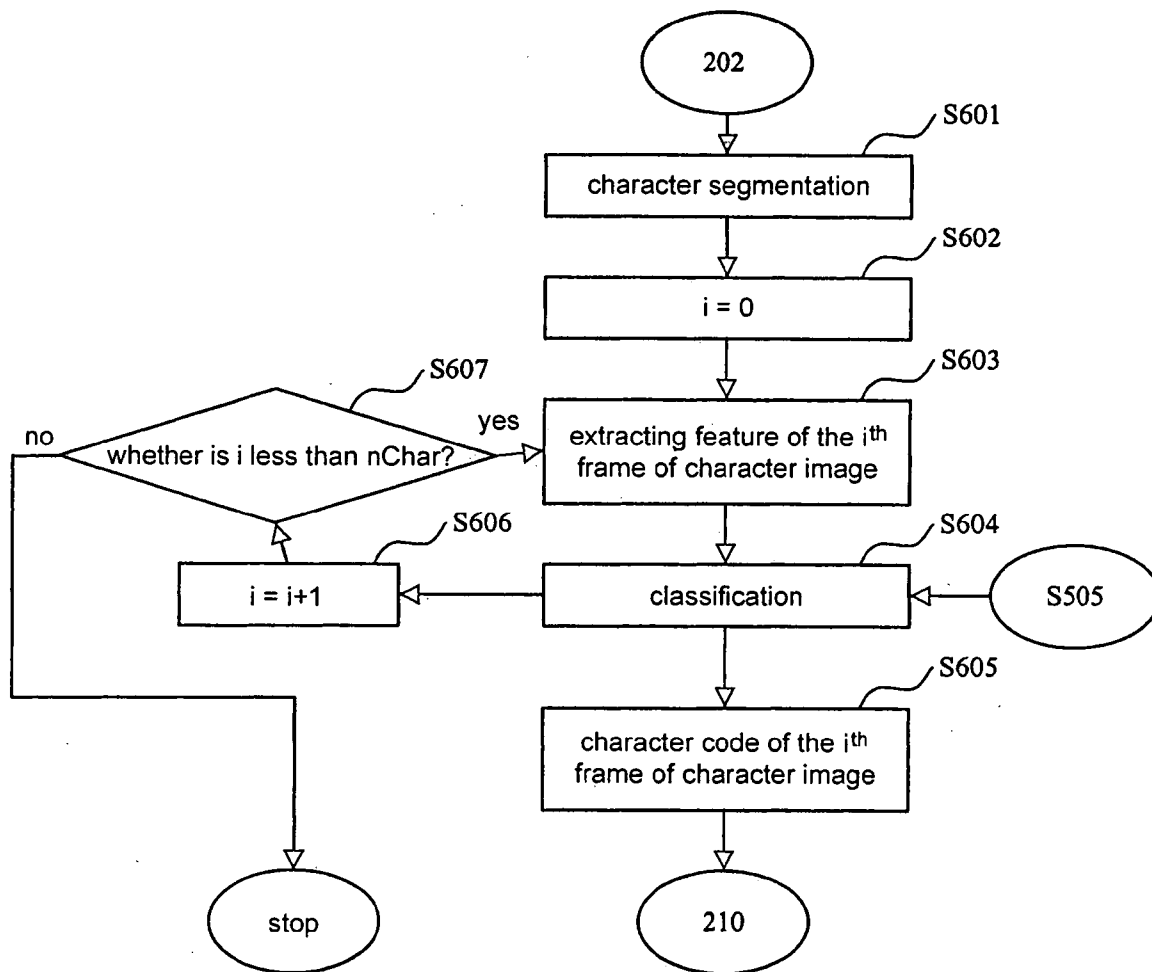 202
S601
character segmentation
S602
i = 0
S603
extracting feature of the ith
frame of character image
S607
no
whether is i less than nChar?
yes
S606
i = i+1
S604
classification
S505
S605
character code of the ith
frame of character image
stop
210